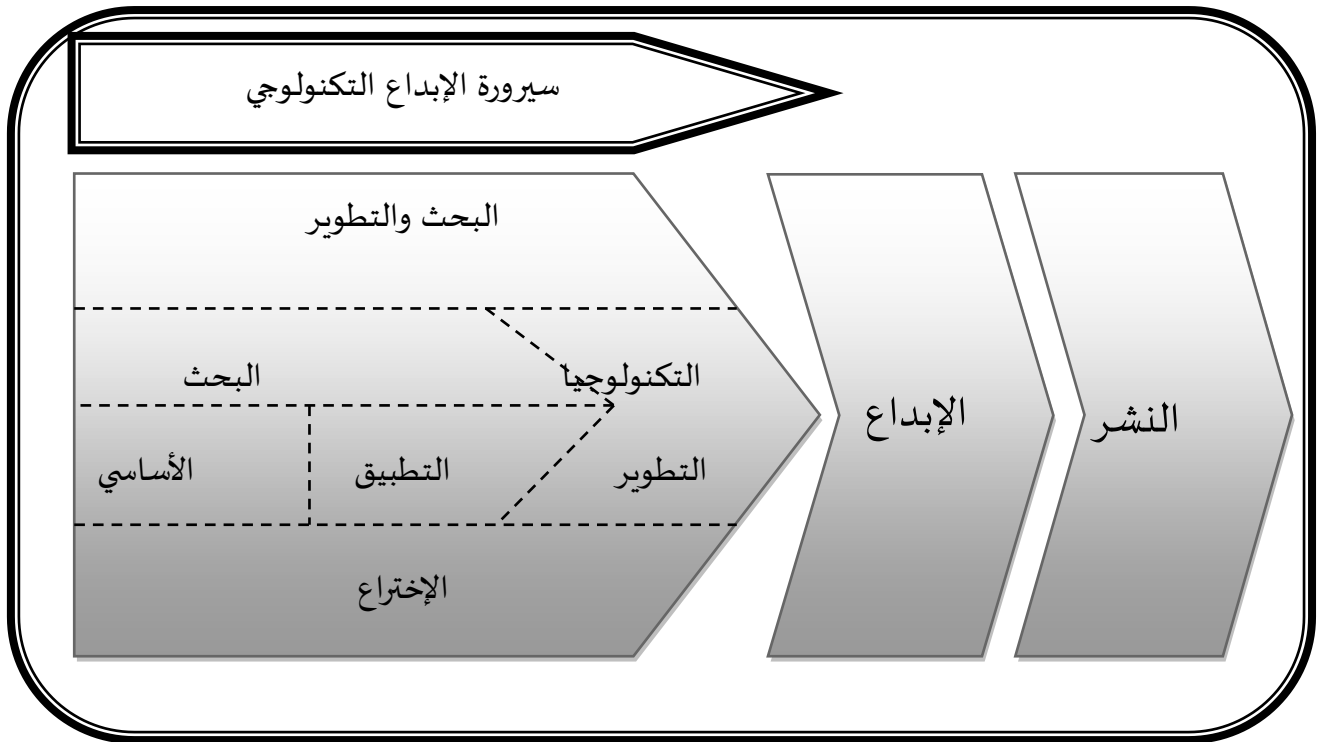 سيرورة الإبداع التكنولوجي
البحث والتطوير
البحث
التكنولوجيا
الأساسي
التطبيق
التطوير
الإختراع
الإبداع
النشر